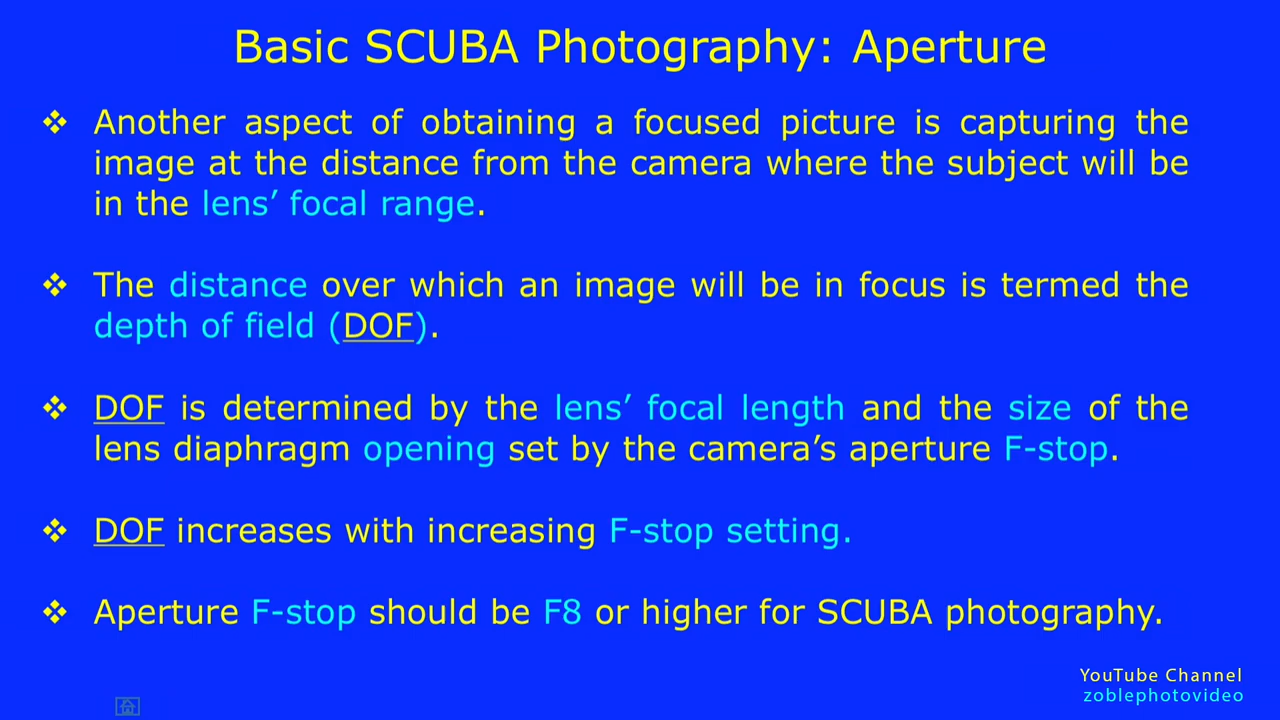 Basic SCUBA Photography: Aperture
❖ Another aspect of obtaining a focused picture is capturing the
image at the distance from the camera where the subject will be
in the lens’ focal range.
❖ The distance over which an image will be in focus is termed the
depth of field (DOF).
❖ DOF is determined by the lens’ focal length and the size of the
lens diaphragm opening set by the camera’s aperture F-stop.
❖ DOF increases with increasing F-stop setting.
❖ Aperture F-stop should be F8 or higher for SCUBA photography.
YouTube Channel
zoblephotovideo